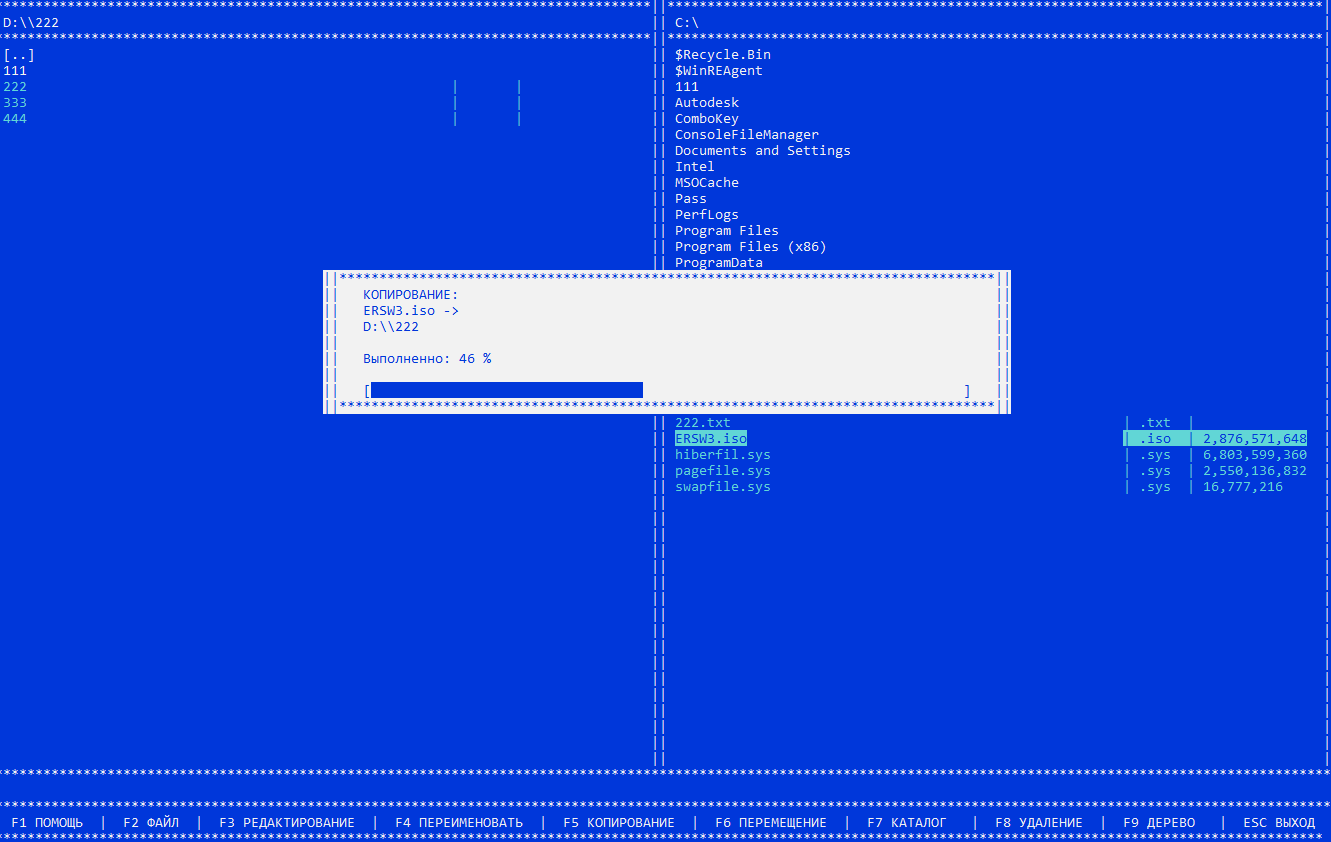 D:\\222
[..]
111
222
333
444
C:\
$Recycle.Bin
$WinREAgent
111
Autodesk
ComboKey
ConsoleFileManager
Documents and Settings
Intel
MSOCache
Pass
PerfLogs
Program Files
Program Files (x86)
ProgramData
КОПИРОВАНИЕ:
ERSW3.iso ->
D:\\222
Выполненно: 46 %
[ ]
222.txt | .txt |
ERSW3.iso | .iso | 2,876,571,648
hiberfil.sys | .sys | 6,803,599,360
pagefile.sys | .sys | 2,550,136,832
swapfile.sys | .sys | 16,777,216
F1 ПОМОЩЬ | F2 ФАЙЛ | F3 РЕДАКТИРОВАНИЕ | F4 ПЕРЕИМЕНОВАТЬ | F5 КОПИРОВАНИЕ | F6 ПЕРЕМЕЩЕНИЕ | F7 КАТАЛОГ | F8 УДАЛЕНИЕ | F9 ДЕРЕВО | ESC ВЫХОД